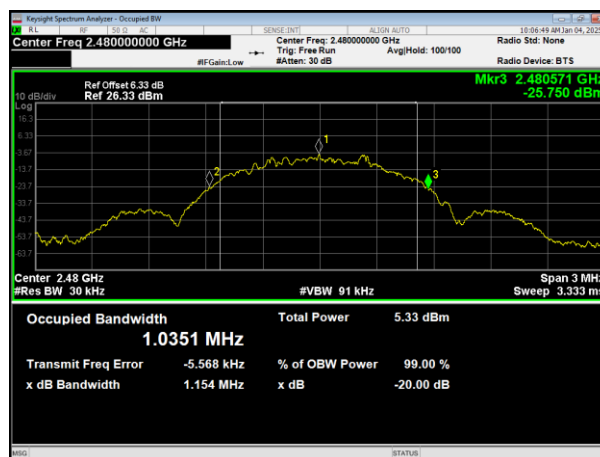 Keysight Spectrum Analyzer - Occupied BW
RL RF 50 Ω AC SENSE:INT ALIGN AUTO 10:06:49 AM Jan 04, 2025
Center Freq 2.480000000 GHz Center Freq: 2.480000000 GHz Radio Std: None
Trig: Free Run Avg|Hold: 100/100
#IFGain:Low #Atten: 30 dB Radio Device: BTS
Mkr3 2.480571 GHz
-25.750 dBm
Ref Offset 6.33 dB
10 dB/div Ref 26.33 dBm
Log
16.3
6.33
-3.67
-13.7
-23.7
-33.7
-43.7
-53.7
-63.7
1
2
3
Center 2.48 GHz Span 3 MHz
#Res BW 30 kHz #VBW 91 kHz Sweep 3.333 ms
Occupied Bandwidth Total Power 5.33 dBm
1.0351 MHz
Transmit Freq Error -5.568 kHz % of OBW Power 99.00 %
x dB Bandwidth 1.154 MHz x dB -20.00 dB
MSG STATUS